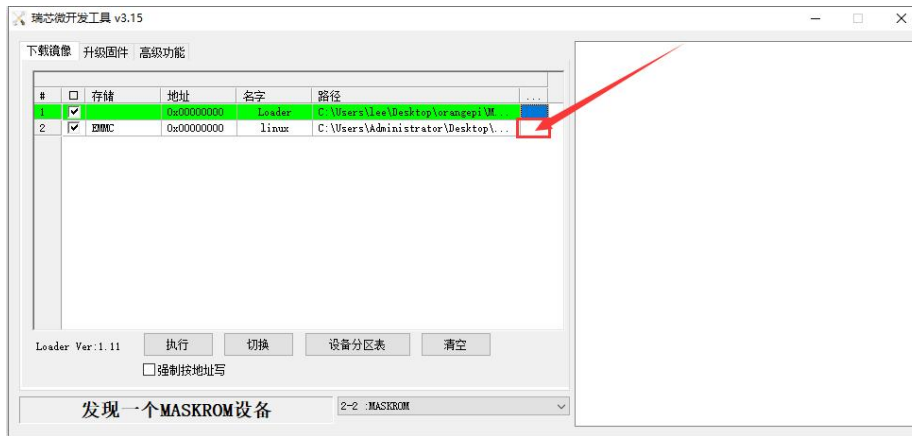 瑞芯微开发工具 v3.15
下载镜像 升级固件 高级功能
# 存储 地址 名字 路径 ...
1 0x00000000 Loader C:\Users\lee\Desktop\orangepi\M...
2 EMMC 0x00000000 linux C:\Users\Administrator\Desktop\...
Loader Ver:1.11 执行 切换 设备分区表 清空
强制按地址写
发现一个MASKROM设备 2-2 :MASKROM